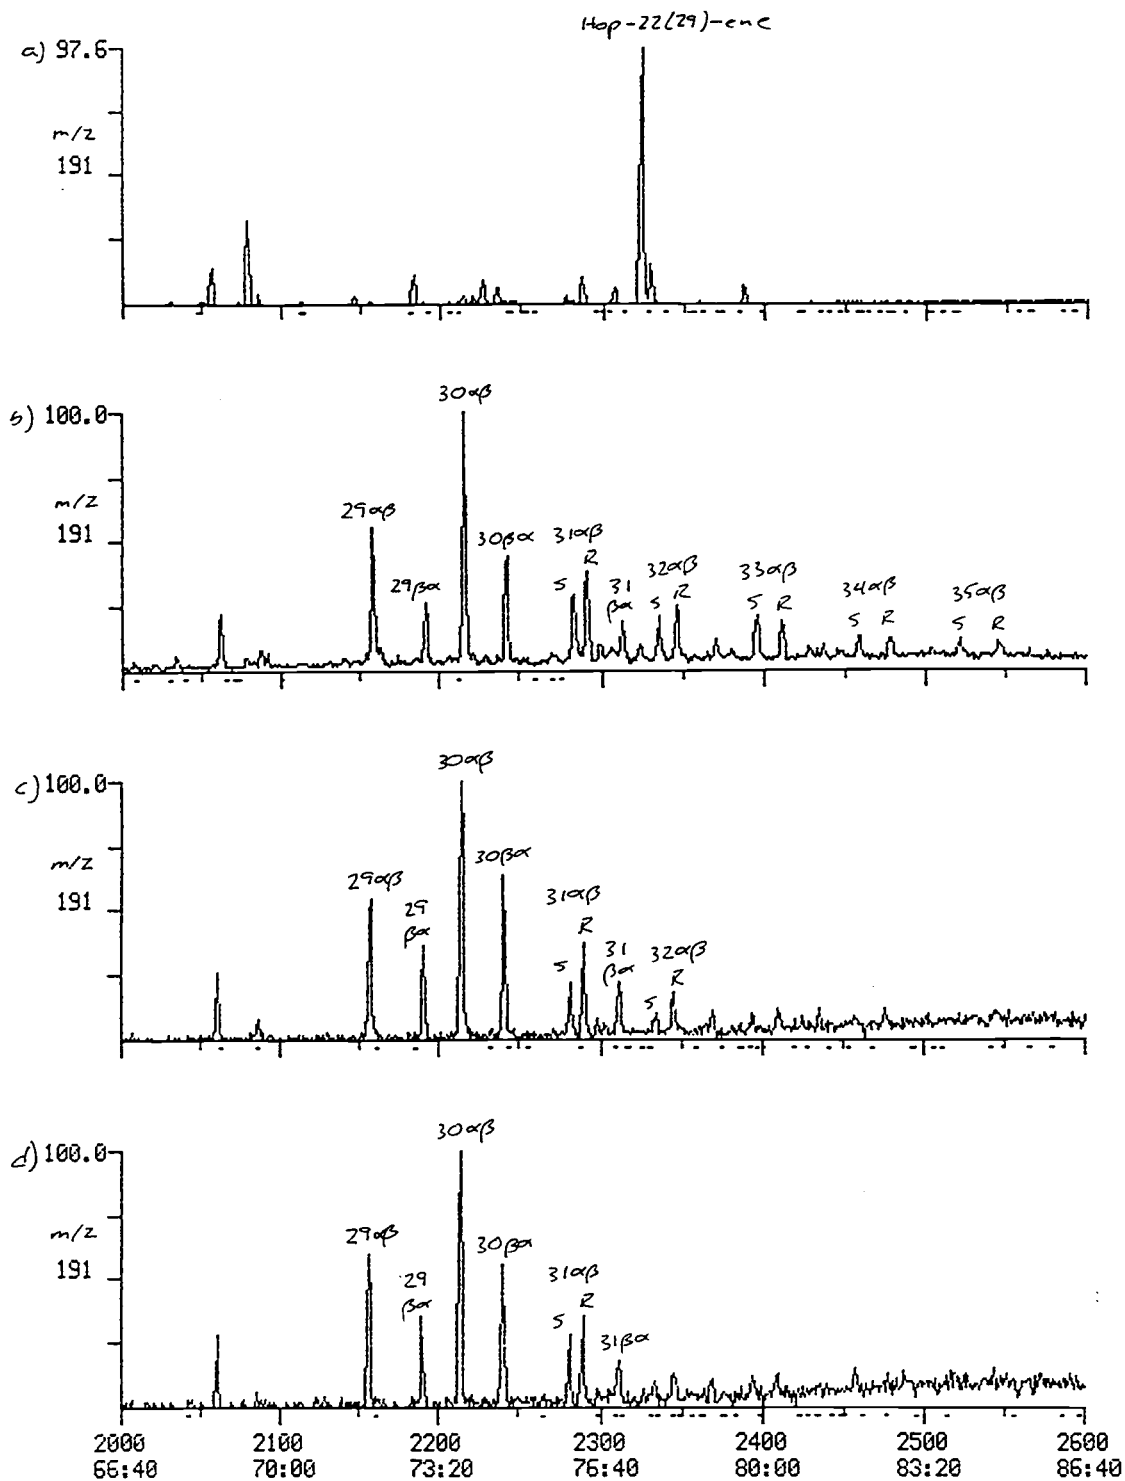 Hop-22(29)-ene
a) 97.6
m/z
191
b) 100.0
m/z
191
30αβ
29αβ
29βα
30βα
31αβ
S R
31
βα
32αβ
S R
33αβ
S R
34αβ
S R
35αβ
S R
c) 100.0
m/z
191
30αβ
29αβ
29
βα
30βα
31αβ
S R
31
βα
32αβ
S R
d) 100.0
m/z
191
30αβ
29αβ
29
βα
30βα
31αβ
S R
31βα
2000 2100 2200 2300 2400 2500 2600
66:40 70:00 73:20 76:40 80:00 83:20 86:40